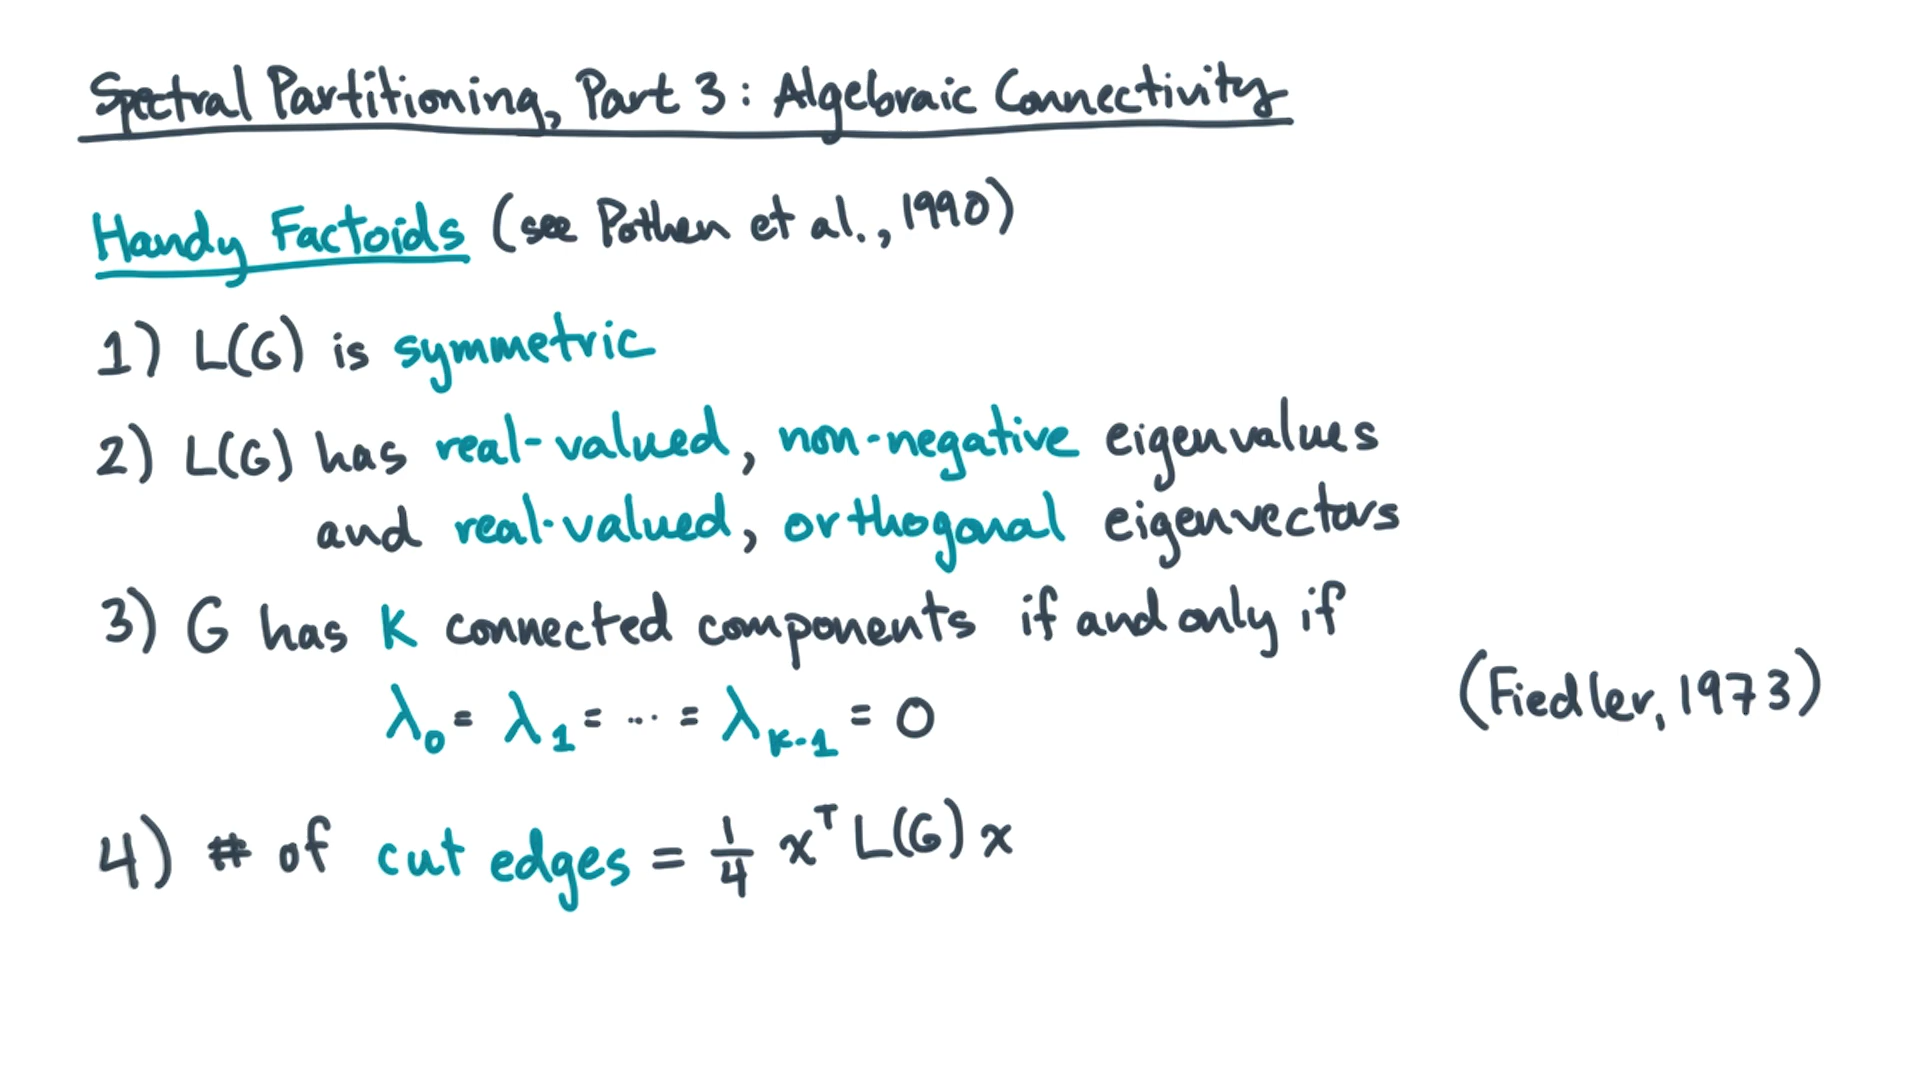 Spectral Partitioning, Part 3: Algebraic Connectivity
Handy Factoids (see Pothen et al., 1990)
1) L(G) is symmetric
2) L(G) has real-valued, non-negative eigenvalues
and real-valued, orthogonal eigenvectors
3) G has K connected components if and only if
λ₀ = λ₁ = ... = λₖ₋₁ = 0
(Fiedler, 1973)
4) # of cut edges = 1/4 xᵀ L(G) x